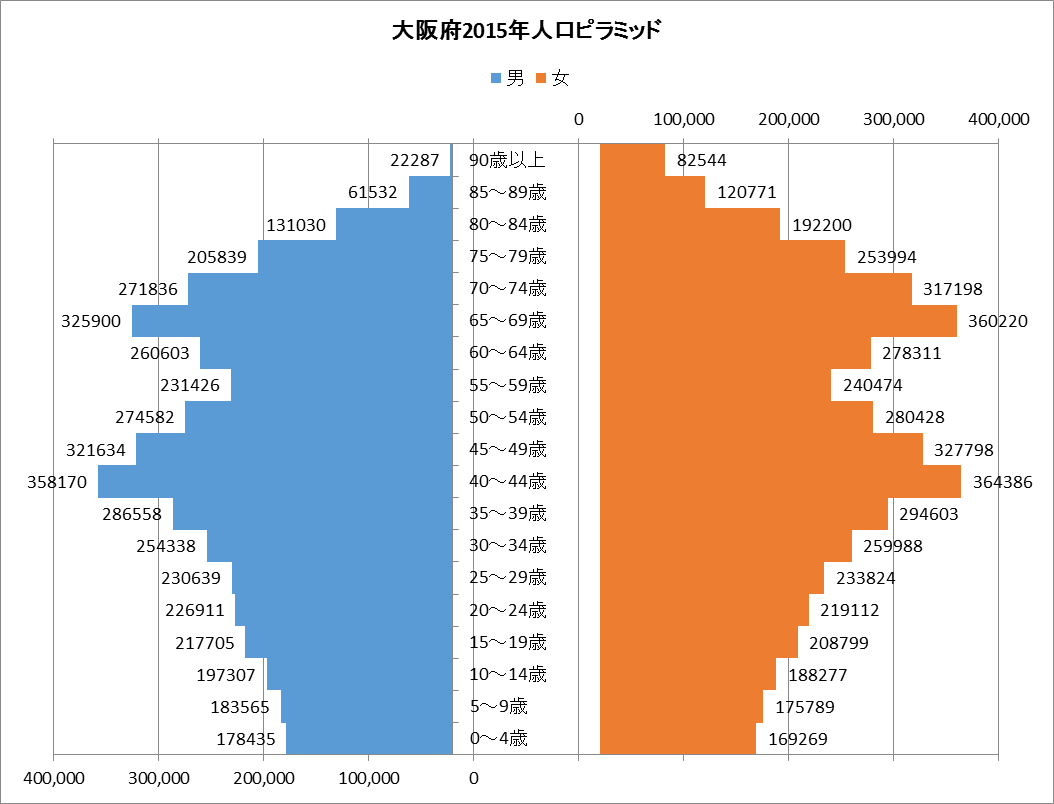 大阪府2015年人口ピラミッド
男 女
0 100,000 200,000 300,000 400,000
22287 90歳以上 82544
61532 85～89歳 120771
131030 80～84歳 192200
205839 75～79歳 253994
271836 70～74歳 317198
325900 65～69歳 360220
260603 60～64歳 278311
231426 55～59歳 240474
274582 50～54歳 280428
321634 45～49歳 327798
358170 40～44歳 364386
286558 35～39歳 294603
254338 30～34歳 259988
230639 25～29歳 233824
226911 20～24歳 219112
217705 15～19歳 208799
197307 10～14歳 188277
183565 5～9歳 175789
178435 0～4歳 169269
400,000 300,000 200,000 100,000 0